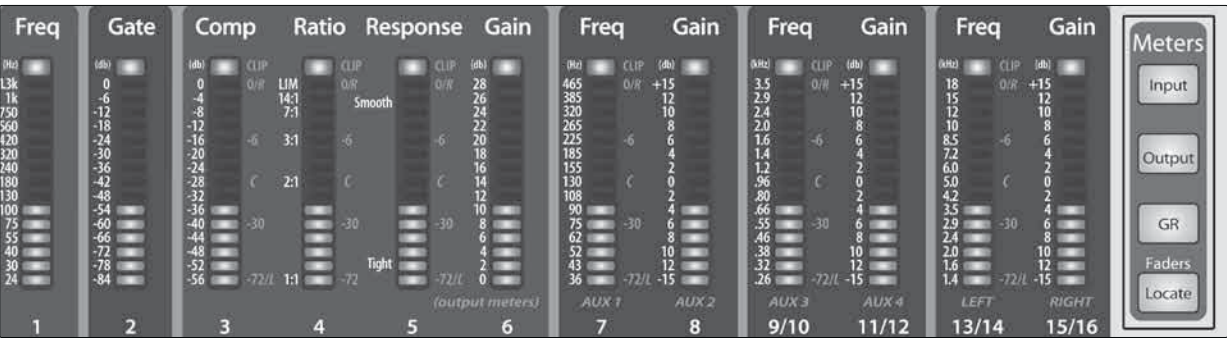 Freq Gate Comp Ratio Response Gain Freq Gain Freq Gain Freq Gain Meters
(Hz) (db) (db) CLIP CLIP (db) (Hz) CLIP (db) (kHz) CLIP (db) (kHz) CLIP (db)
1.3k 0 0 0/R LIM 0/R 28 465 0/R +15 3.5 0/R +15 18 0/R +15 Input
1k -6 -4 14:1 Smooth 26 385 12 2.9 12 15 12
750 -12 -8 7:1 24 320 10 2.4 10 12 10
560 -18 -12 22 265 8 2.0 8 10 8
420 -24 -16 -6 3:1 -6 -6 20 225 -6 6 1.6 -6 6 8.5 -6 6
320 -30 -20 18 185 4 1.4 4 7.2 4 Output
240 -36 -24 16 155 2 1.2 2 6.0 2
180 -42 -28 C 2:1 C C 14 130 C 0 .96 C 0 5.0 C 0
130 -48 -32 12 108 2 .80 2 4.2 2
100 -54 -36 10 90 4 .66 4 3.5 4
75 -60 -40 -30 -30 -30 8 75 -30 6 .55 -30 6 2.9 -30 6 GR
55 -66 -44 6 62 8 .46 8 2.4 8
40 -72 -48 4 52 10 .38 10 2.0 10
30 -78 -52 Tight 2 43 12 .32 12 1.6 12 Faders
24 -84 -56 -72/L 1:1 -72 -72/L 0 36 -72/L -15 .26 -72/L -15 1.4 -72/L -15 Locate
(output meters) AUX 1 AUX 2 AUX 3 AUX 4 LEFT RIGHT
1 2 3 4 5 6 7 8 9/10 11/12 13/14 15/16